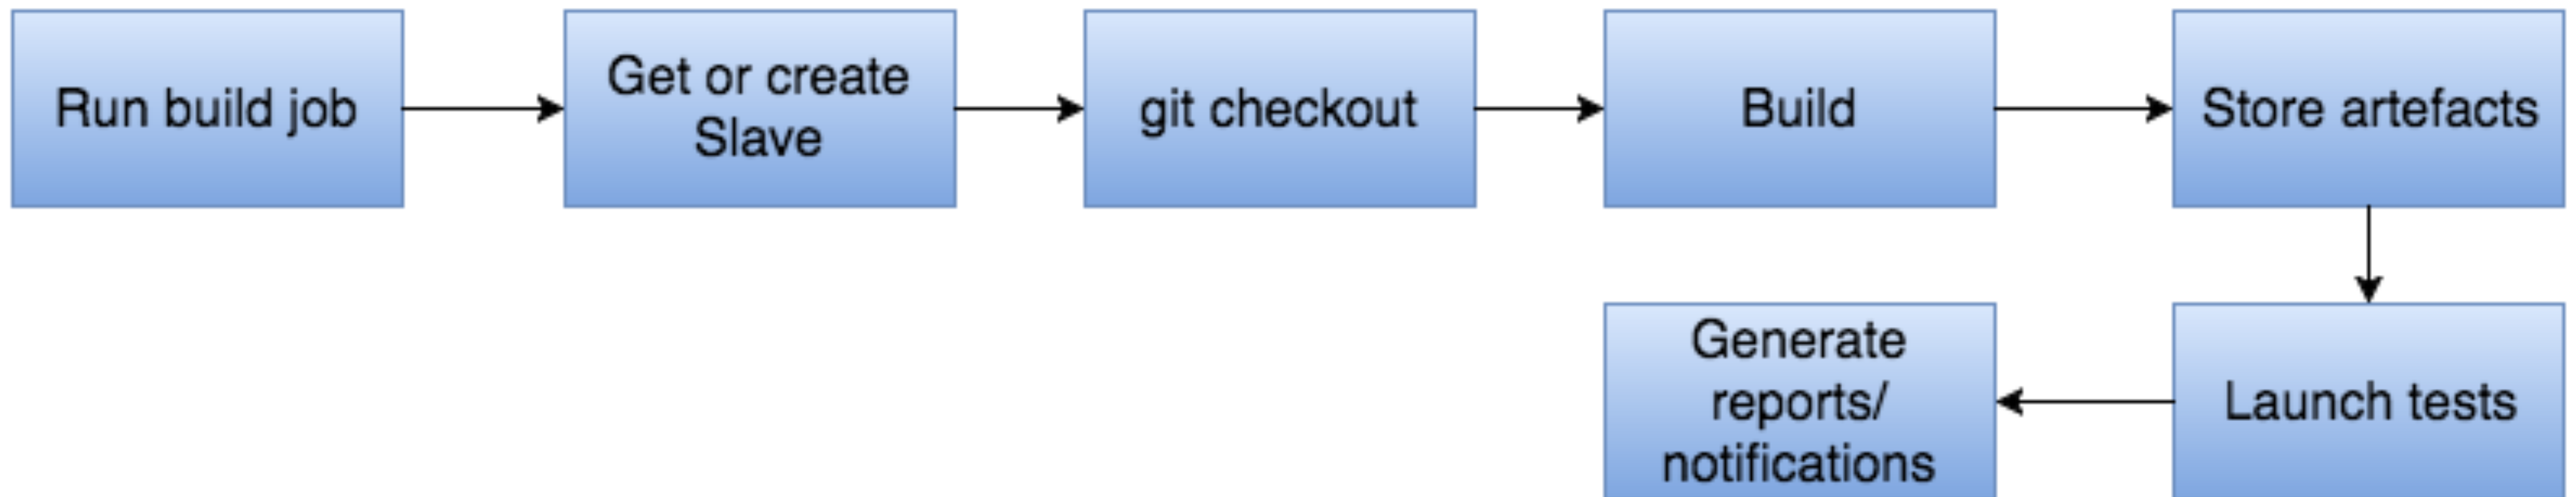 Run build job
Get or create
Slave
git checkout
Build
Store artefacts
Generate
reports/
notifications
Launch tests